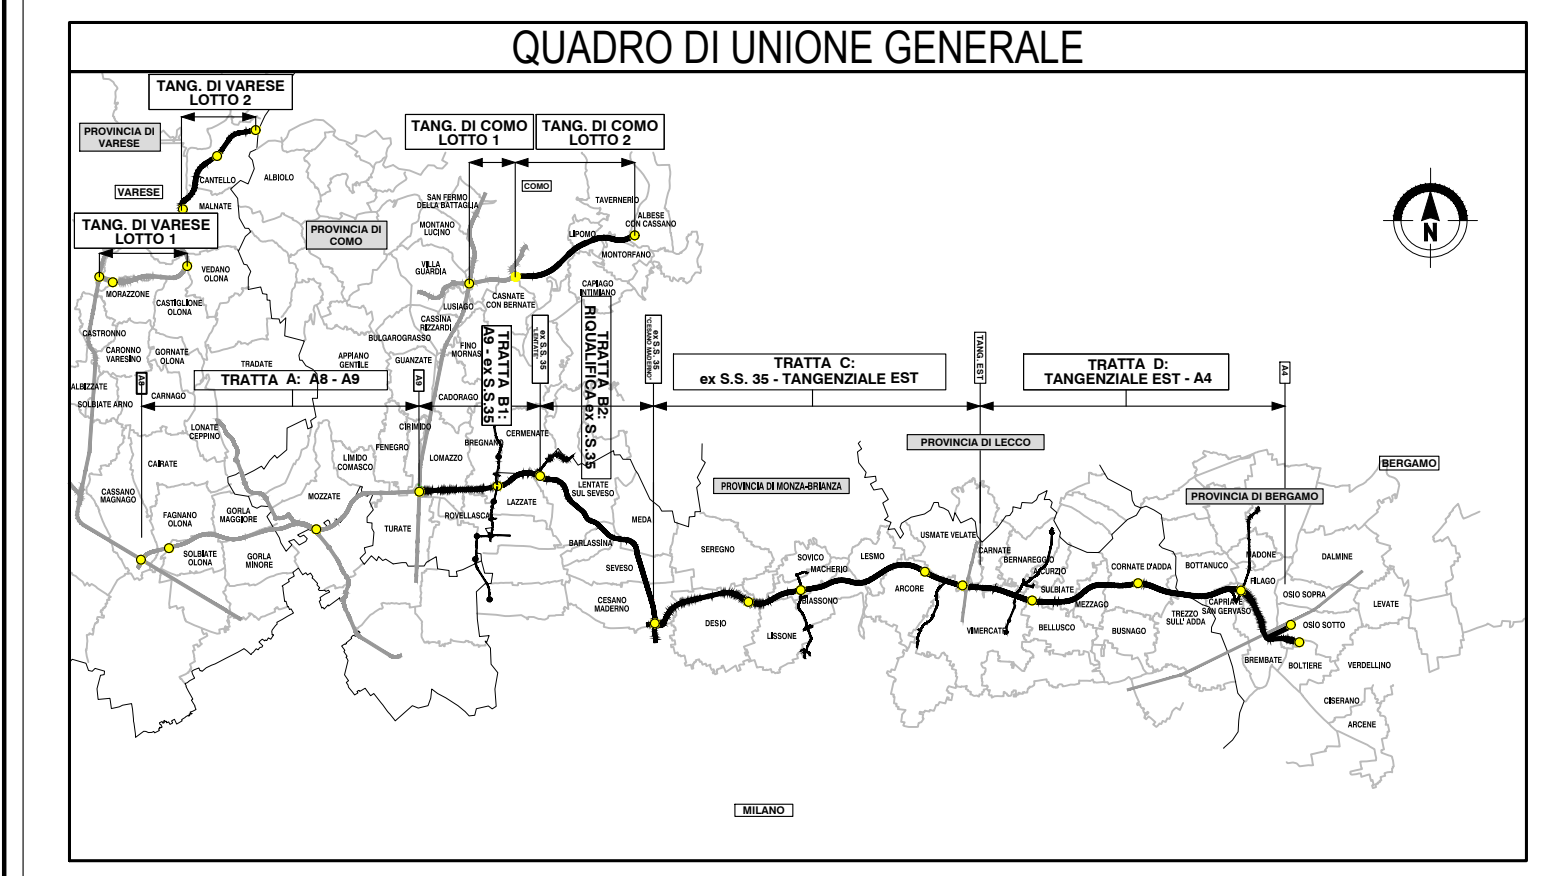 QUADRO DI UNIONE GENERALE
TANG. DI VARESE
LOTTO 2
PROVINCIA DI
VARESE
TANG. DI COMO
LOTTO 1
TANG. DI COMO
LOTTO 2
CANTELLO
ALBIOLO
VARESE
MALNATE
COMO
SAN FERMO
DELLA BATTAGLIA
TAVERNERIO
ALBESE
CON CASSANO
TANG. DI VARESE
LOTTO 1
PROVINCIA DI
COMO
MONTANO
LUCINO
LIPOMO
MONTORFANO
N
VILLA
GUARDIA
VEDANO
OLONA
MORAZZONE
CASTIGLIONE
OLONA
LUSIAGO
CASNATE
CON BERNATE
CAPIAGO
INTIMIANO
CASSINA
RIZZARDI
BULGAROGRASSO
CASTRONNO
CARONNO
VARESINO
GORNATE
OLONA
TRADATE
APPIANO
GENTILE
GUANZATE
FINO
MORNAS
TRATTA B1:
A9 - ex S.S.35
ex S.S. 35
"LENTATE"
TRATTA B2:
RIQUALIFICA ex S.S.35
ex S.S. 35
"CESANO MADERNO"
TRATTA C:
ex S.S. 35 - TANGENZIALE EST
TANG. EST
TRATTA D:
TANGENZIALE EST - A4
A4
ALBIZZATE
A8
TRATTA A: A8 - A9
A9
SOLBIATE ARNO
CARNAGO
CADORAGO
LONATE
CEPPINO
CIRIMIDO
FENEGRO
BREGNANO
CERMENATE
PROVINCIA DI LECCO
CAIRATE
LIMIDO
COMASCO
LOMAZZO
BERGAMO
CASSANO
MAGNAGO
MOZZATE
LAZZATE
LENTATE
SUL SEVESO
PROVINCIA DI MONZA-BRIANZA
PROVINCIA DI BERGAMO
FAGNANO
OLONA
GORLA
MAGGIORE
TURATE
ROVELLASCA
MEDA
SOLBIATE
OLONA
GORLA
MINORE
BARLASSINA
SEVESO
SEREGNO
SOVICO
MACHERIO
LESMO
USMATE VELATE
CARNATE
BERNAREGGIO
AICURZIO
CORNATE D'ADDA
BOTTANUCO
MADONE
DALMINE
FILAGO
CESANO
MADERNO
DESIO
LISSONE
BIASSONO
ARCORE
VIMERCATE
SULBIATE
MEZZAGO
BELLUSCO
BUSNAGO
TREZZO
SULL' ADDA
CAPRIATE
SAN GERVASO
OSIO SOPRA
LEVATE
OSIO SOTTO
BREMBATE
BOLTIERE
VERDELLINO
CISERANO
ARCENE
MILANO